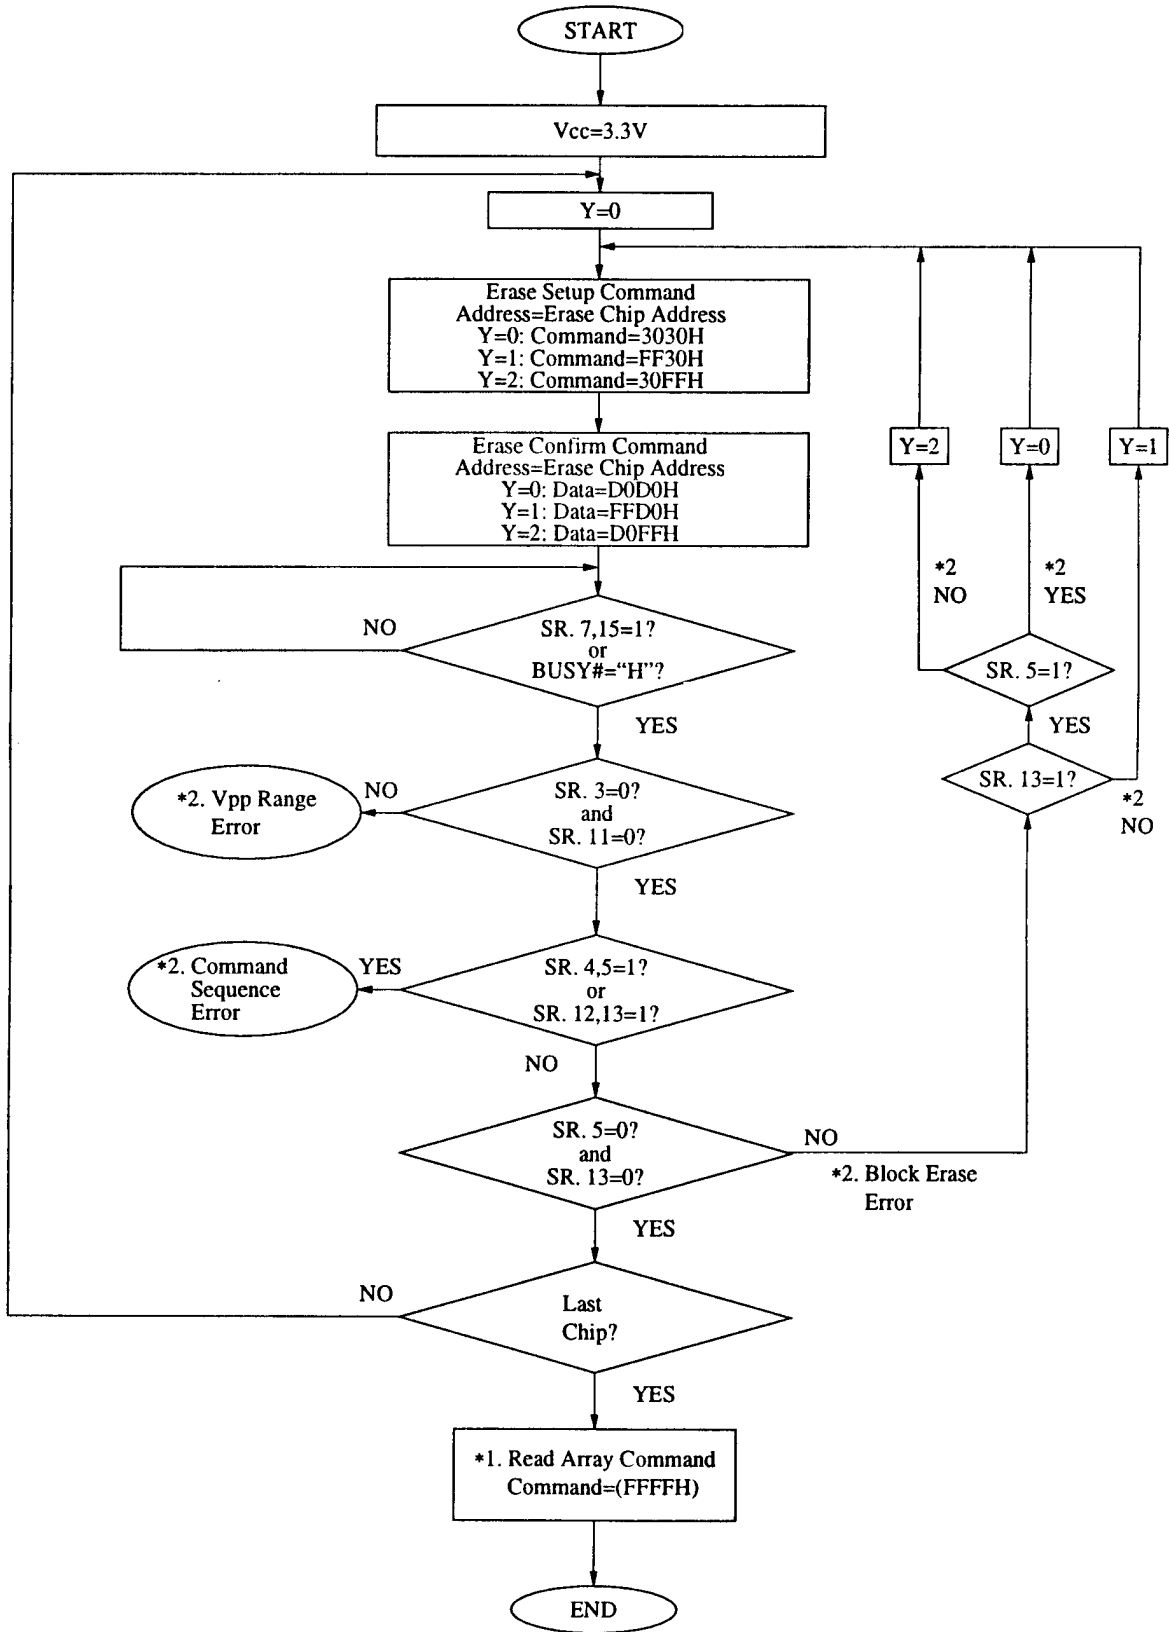 START
Vcc=3.3V
Y=0
Erase Setup Command
Address=Erase Chip Address
Y=0: Command=3030H
Y=1: Command=FF30H
Y=2: Command=30FFH
Erase Confirm Command
Address=Erase Chip Address
Y=0: Data=D0D0H
Y=1: Data=FFD0H
Y=2: Data=D0FFH
Y=2
Y=0
Y=1
*2
NO
*2
YES
NO
SR. 7,15=1?
or
BUSY#="H"?
YES
SR. 5=1?
YES
SR. 13=1?
*2
NO
*2. Vpp Range
Error
NO
SR. 3=0?
and
SR. 11=0?
YES
*2. Command
Sequence
Error
YES
SR. 4,5=1?
or
SR. 12,13=1?
NO
SR. 5=0?
and
SR. 13=0?
NO
*2. Block Erase
Error
YES
NO
Last
Chip?
YES
*1. Read Array Command
Command=(FFFFH)
END